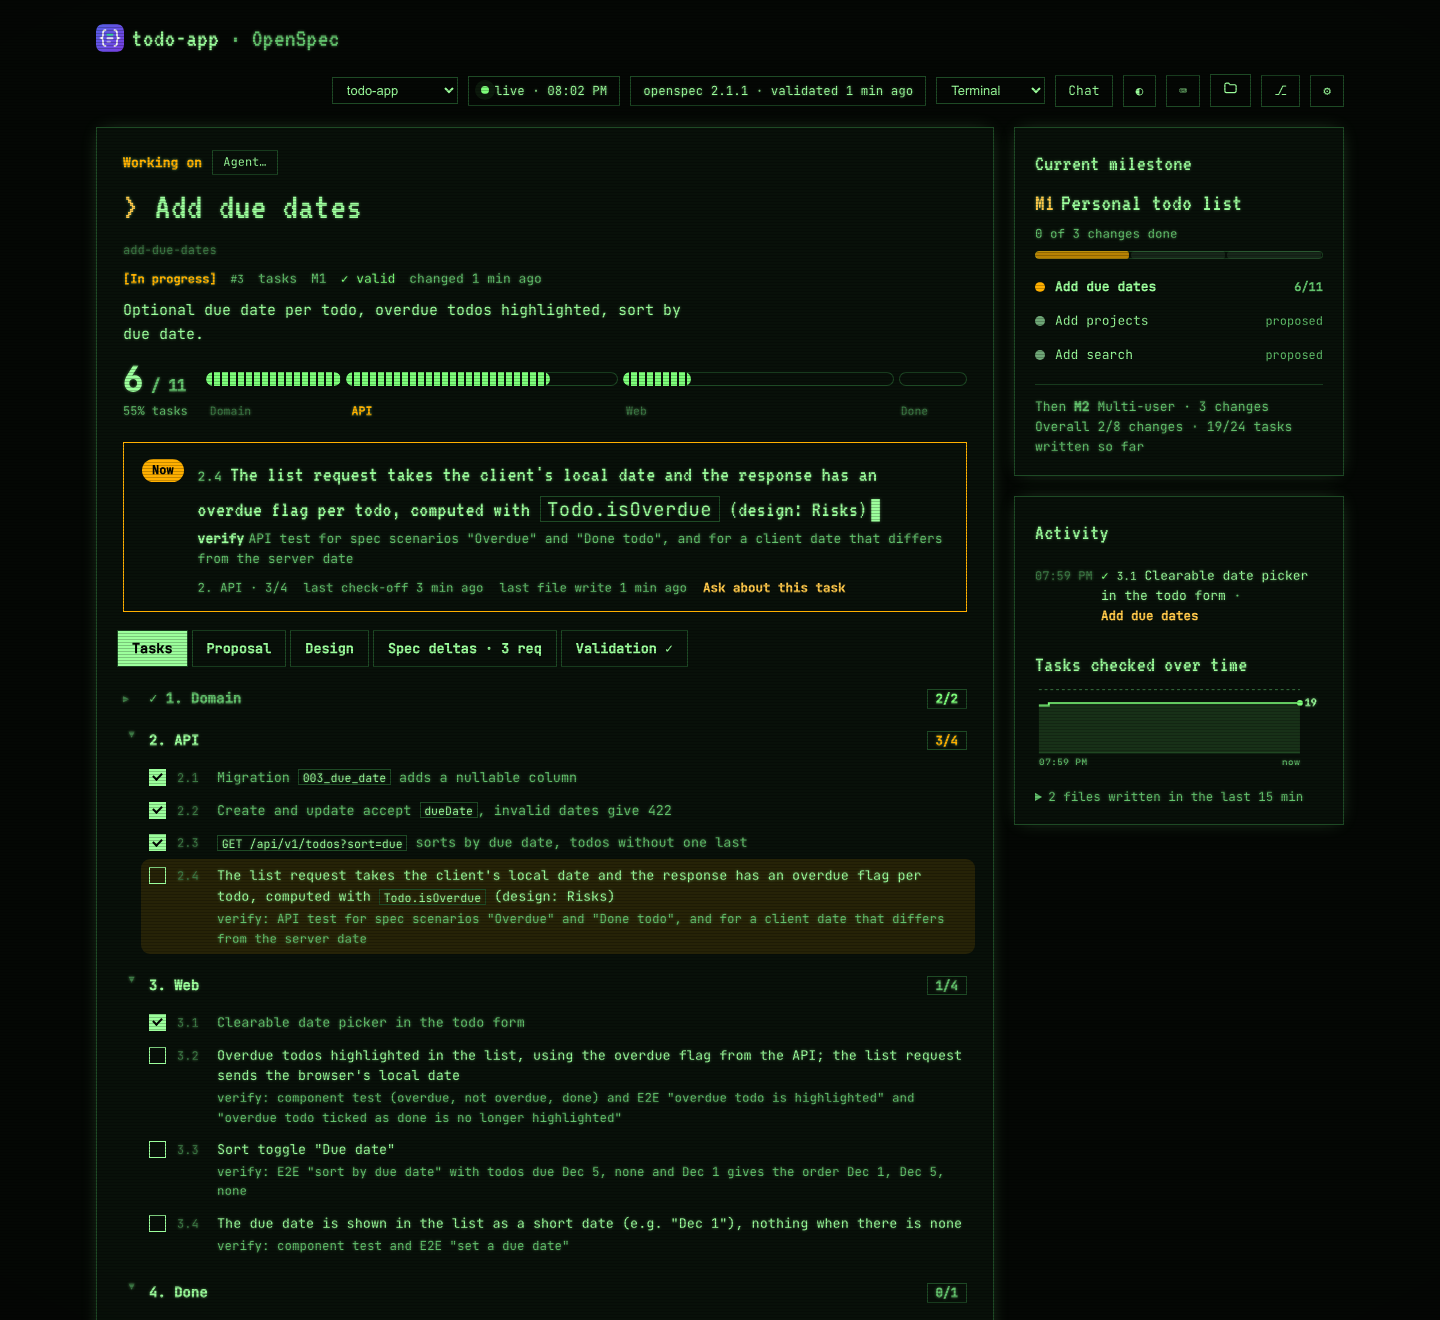 todo-app · OpenSpec
todo-app
live · 08:02 PM
openspec 2.1.1 · validated 1 min ago
Terminal
Chat
Working on
Agent…
❯ Add due dates
add-due-dates
[In progress] #3 tasks M1 ✓ valid changed 1 min ago
Optional due date per todo, overdue todos highlighted, sort by
due date.
6 / 11
55% tasks
Domain
API
Web
Done
Now
2.4 The list request takes the client's local date and the response has an
overdue flag per todo, computed with Todo.isOverdue (design: Risks)
verify API test for spec scenarios "Overdue" and "Done todo", and for a client date that differs
from the server date
2. API · 3/4 last check-off 3 min ago last file write 1 min ago Ask about this task
Tasks
Proposal
Design
Spec deltas · 3 req
Validation ✓
✓ 1. Domain 2/2
2. API 3/4
2.1 Migration 003_due_date adds a nullable column
2.2 Create and update accept dueDate, invalid dates give 422
2.3 GET /api/v1/todos?sort=due sorts by due date, todos without one last
2.4 The list request takes the client's local date and the response has an overdue flag per
todo, computed with Todo.isOverdue (design: Risks)
verify: API test for spec scenarios "Overdue" and "Done todo", and for a client date that differs
from the server date
3. Web 1/4
3.1 Clearable date picker in the todo form
3.2 Overdue todos highlighted in the list, using the overdue flag from the API; the list request
sends the browser's local date
verify: component test (overdue, not overdue, done) and E2E "overdue todo is highlighted" and
"overdue todo ticked as done is no longer highlighted"
3.3 Sort toggle "Due date"
verify: E2E "sort by due date" with todos due Dec 5, none and Dec 1 gives the order Dec 1, Dec 5,
none
3.4 The due date is shown in the list as a short date (e.g. "Dec 1"), nothing when there is none
verify: component test and E2E "set a due date"
4. Done 0/1
Current milestone
M1 Personal todo list
0 of 3 changes done
Add due dates 6/11
Add projects proposed
Add search proposed
Then M2 Multi-user · 3 changes
Overall 2/8 changes · 19/24 tasks
written so far
Activity
07:59 PM ✓ 3.1 Clearable date picker
in the todo form ·
Add due dates
Tasks checked over time
19
07:59 PM now
2 files written in the last 15 min